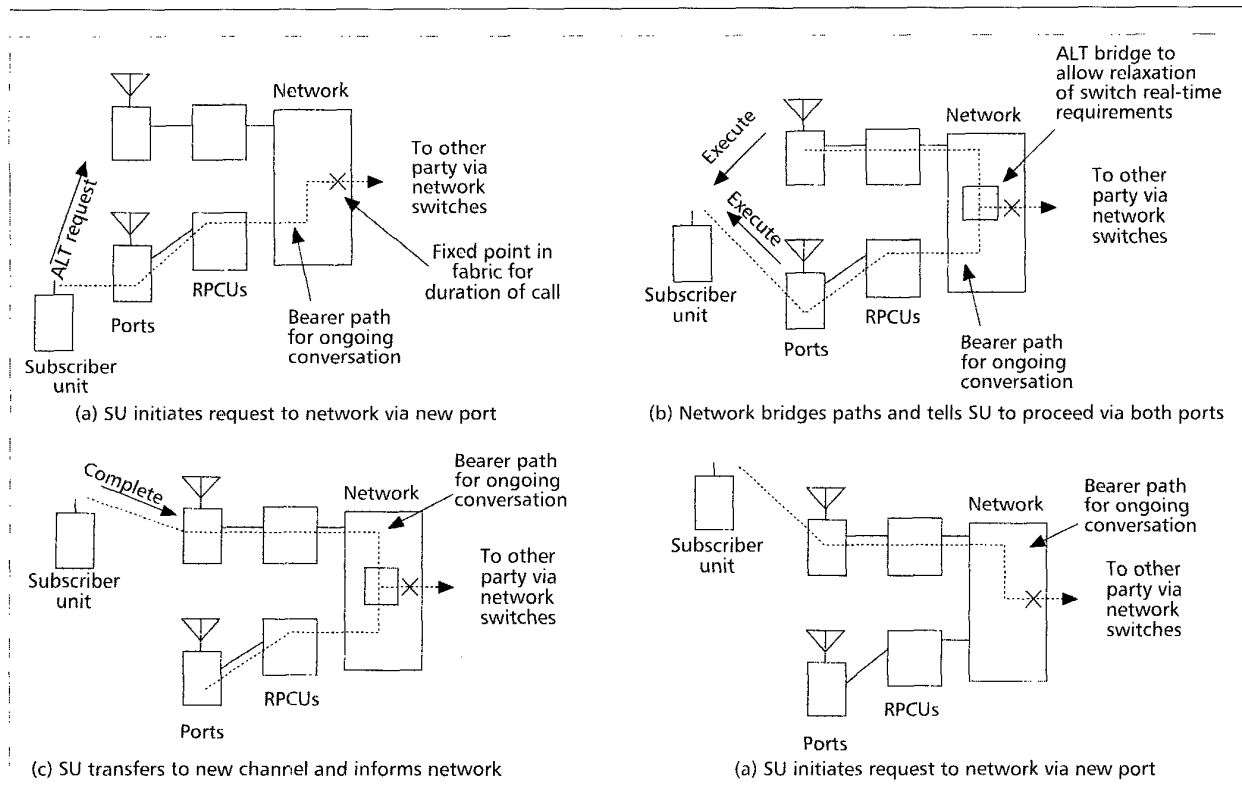 Network
To other
party via
network
switches
ALT request
Fixed point in
fabric for
duration of call
RPCUs
Ports
Bearer path
for ongoing
conversation
Subscriber
unit
(a) SU initiates request to network via new port
ALT bridge to
allow relaxation
of switch real-time
requirements
Network
Execute
To other
party via
network
switches
Execute
Subscriber
unit
RPCUs
Ports
Bearer path
for ongoing
conversation
(b) Network bridges paths and tells SU to proceed via both ports
Bearer path
for ongoing
conversation
Complete
Network
Subscriber
unit
To other
party via
network
switches
RPCUs
Ports
(c) SU transfers to new channel and informs network
Bearer path
for ongoing
conversation
Network
Subscriber
unit
To other
party via
network
switches
RPCUs
Ports
(a) SU initiates request to network via new port